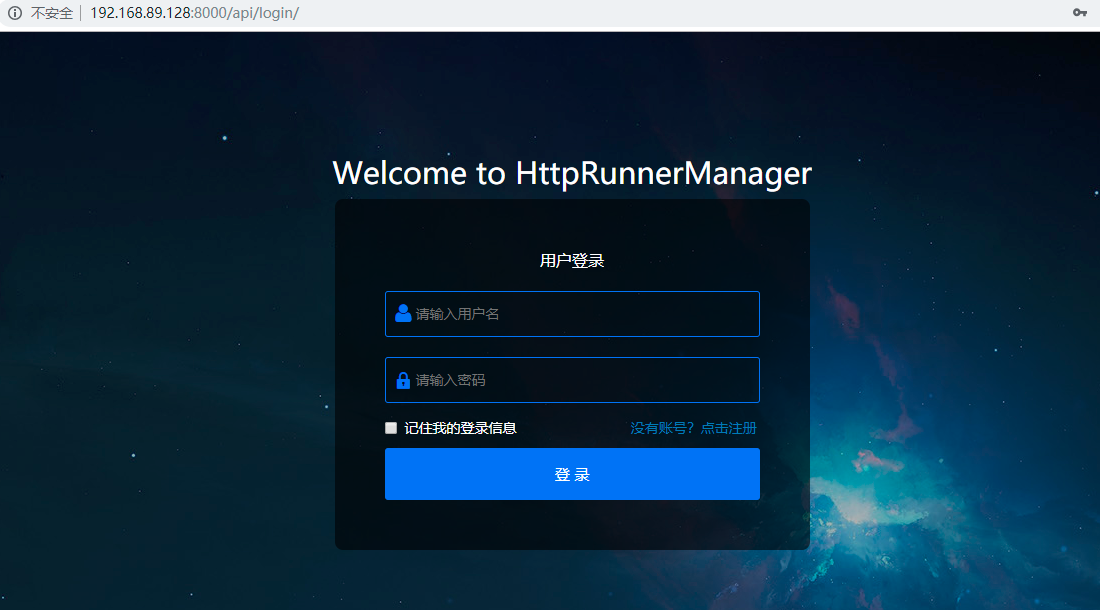 不安全 192.168.89.128:8000/api/login/
Welcome to HttpRunnerManager
用户登录
请输入用户名
请输入密码
记住我的登录信息 没有账号？点击注册
登 录